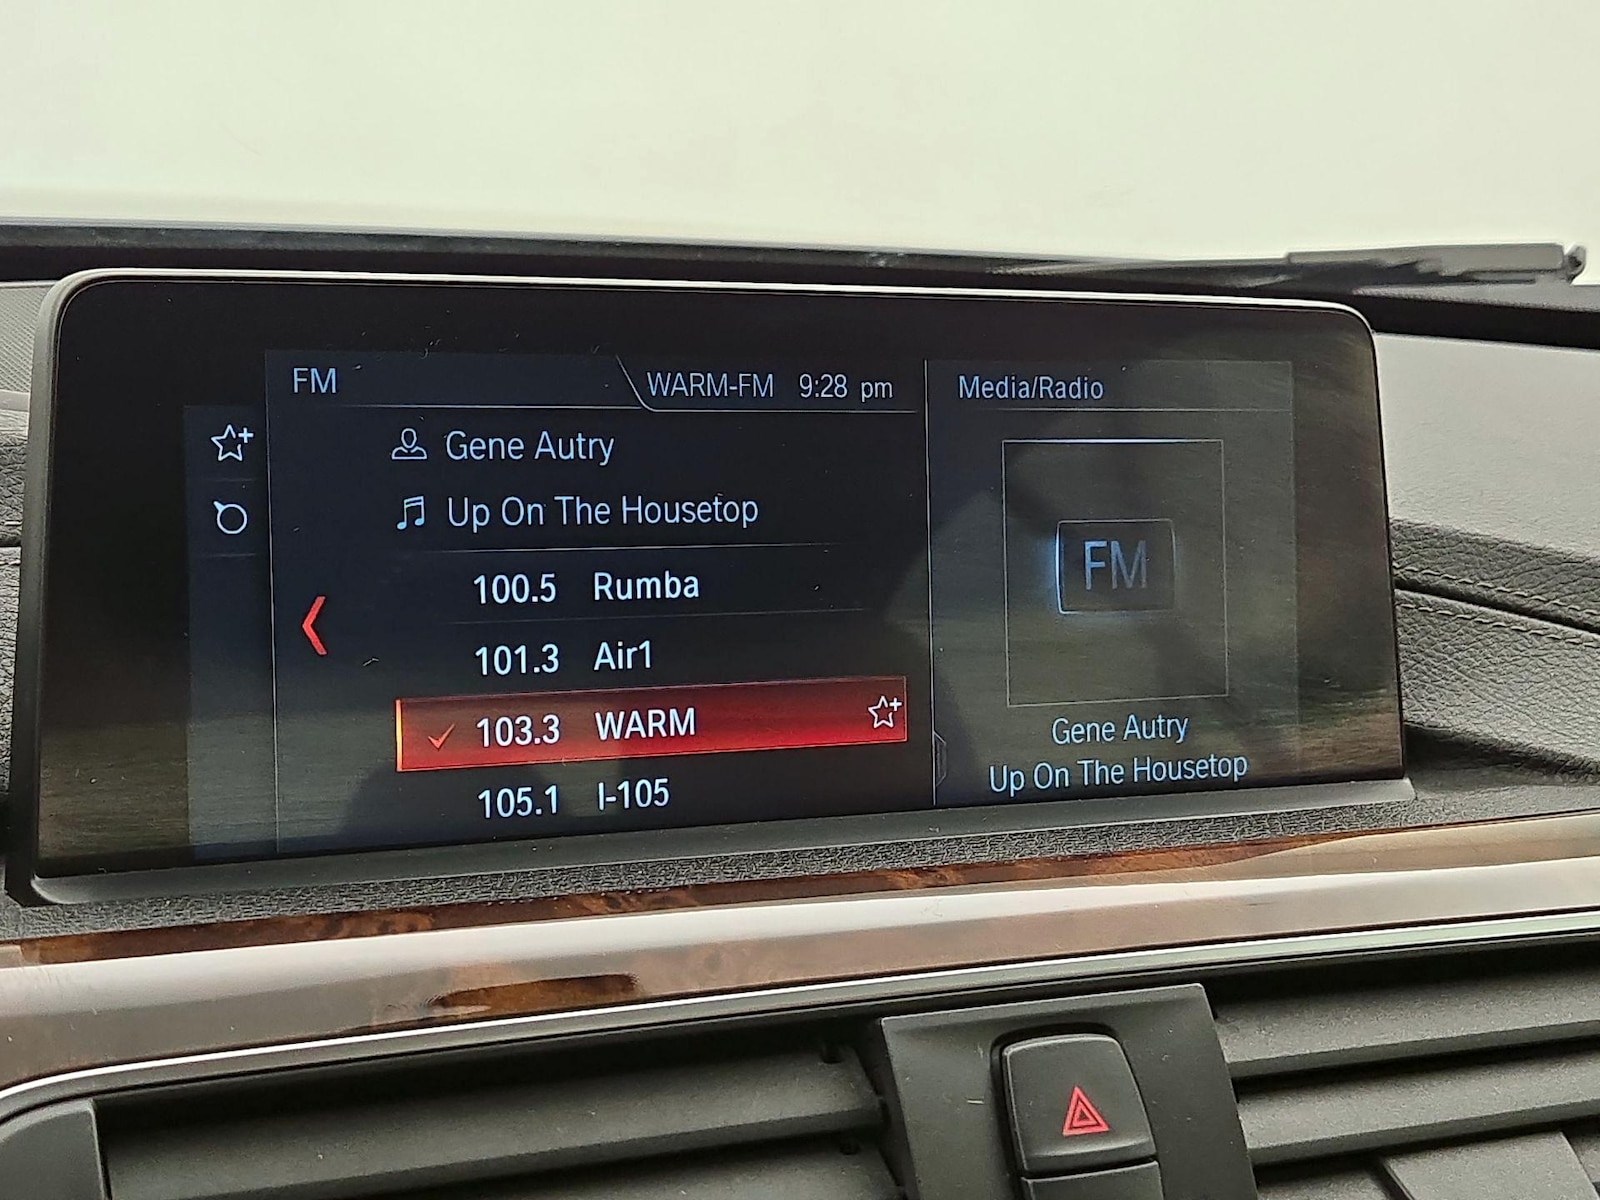 FM
WARM-FM 9:28 pm
Gene Autry
Up On The Housetop
100.5 Rumba
101.3 Air1
103.3 WARM
105.1 I-105
Media/Radio
FM
Gene Autry
Up On The Housetop